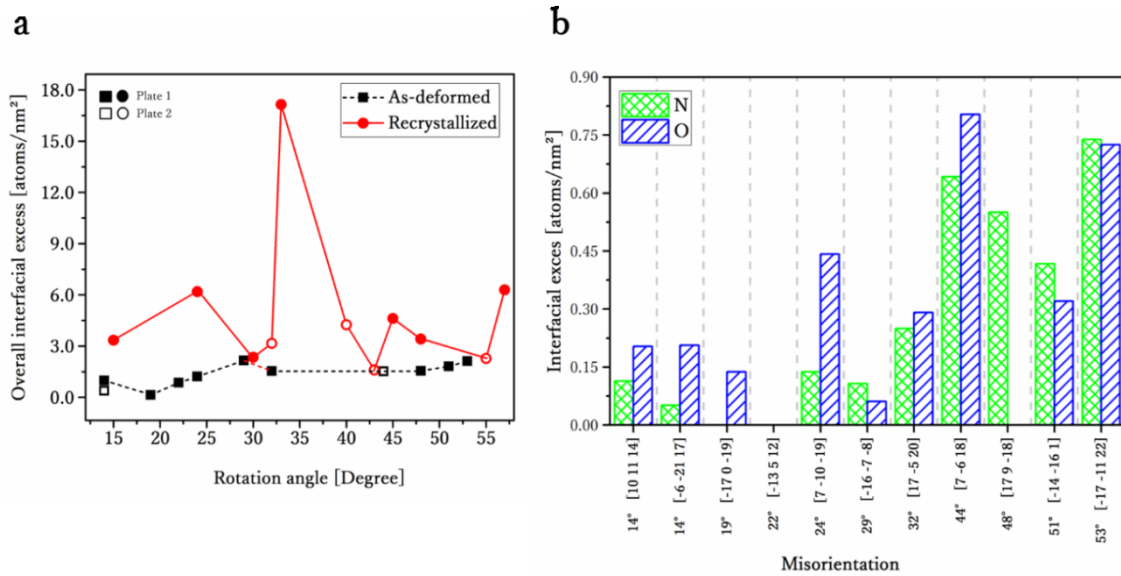 a
Overall interfacial excess [atoms/nm²]
18.0
15.0
12.0
9.0
6.0
3.0
0.0
Plate 1
Plate 2
As-deformed
Recrystallized
15 20 25 30 35 40 45 50 55
Rotation angle [Degree]
b
Interfacial exces [atoms/nm²]
0.90
0.75
0.60
0.45
0.30
0.15
0.00
N
O
14° [10 11 14]
14° [-6 -21 17]
19° [-17 0 -19]
22° [-13 5 12]
24° [7 -10 -19]
29° [-16 -7 -8]
32° [17 -5 20]
44° [7 -6 18]
48° [17 9 -18]
51° [-14 -16 1]
53° [-17 -11 22]
Misorientation